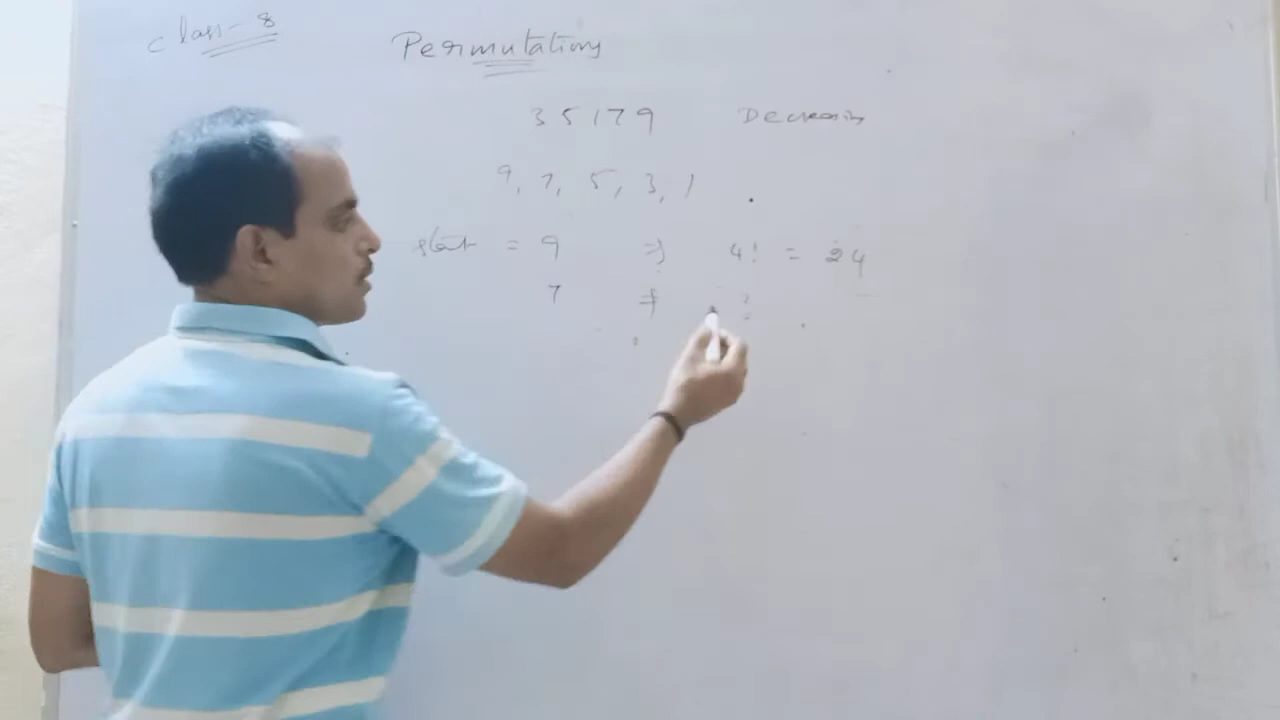 class-8
Permutations
35179 Decreasing
9, 7, 5, 3, 1
start = 9 ⇒ 4! = 24
7 ⇒